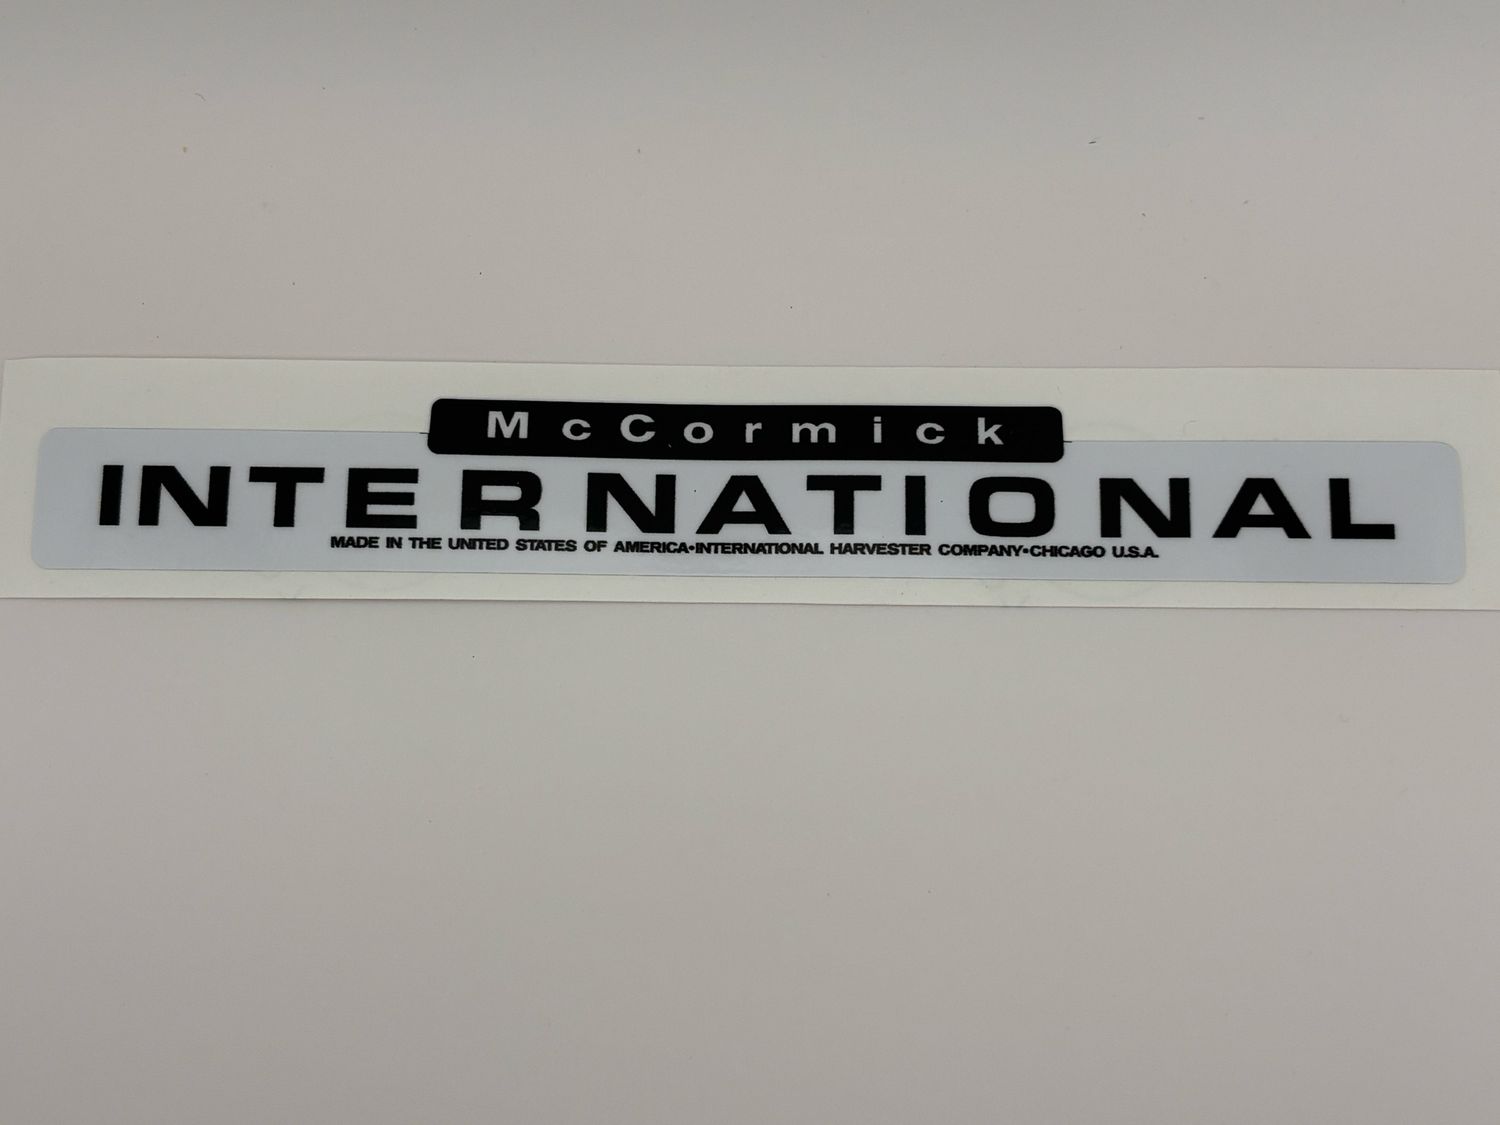 McCormick
INTERNATIONAL
MADE IN THE UNITED STATES OF AMERICA•INTERNATIONAL HARVESTER COMPANY•CHICAGO U.S.A.